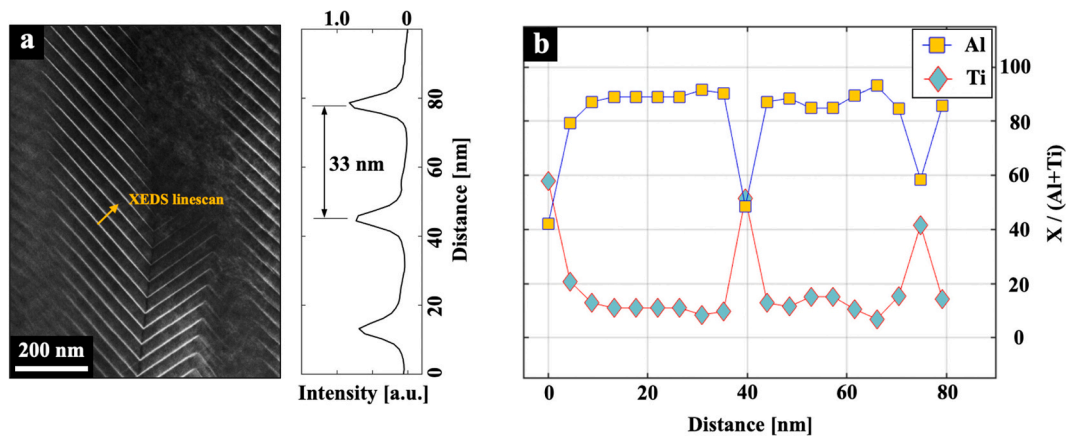 a
XEDS linescan
200 nm
1.0 0
33 nm
80
60
40
20
0
Distance [nm]
Intensity [a.u.]
b
Al
Ti
100
80
60
40
20
0
X / (Al+Ti)
0 20 40 60 80
Distance [nm]